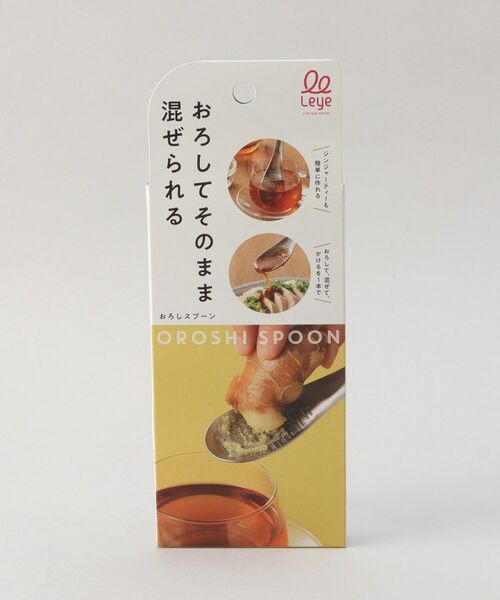 Leye
おろしてそのまま
混ぜられる
ジンジャーティーも
簡単に作れる
おろして、混ぜて、
かけるを1本で
おろしスプーン
OROSHI SPOON